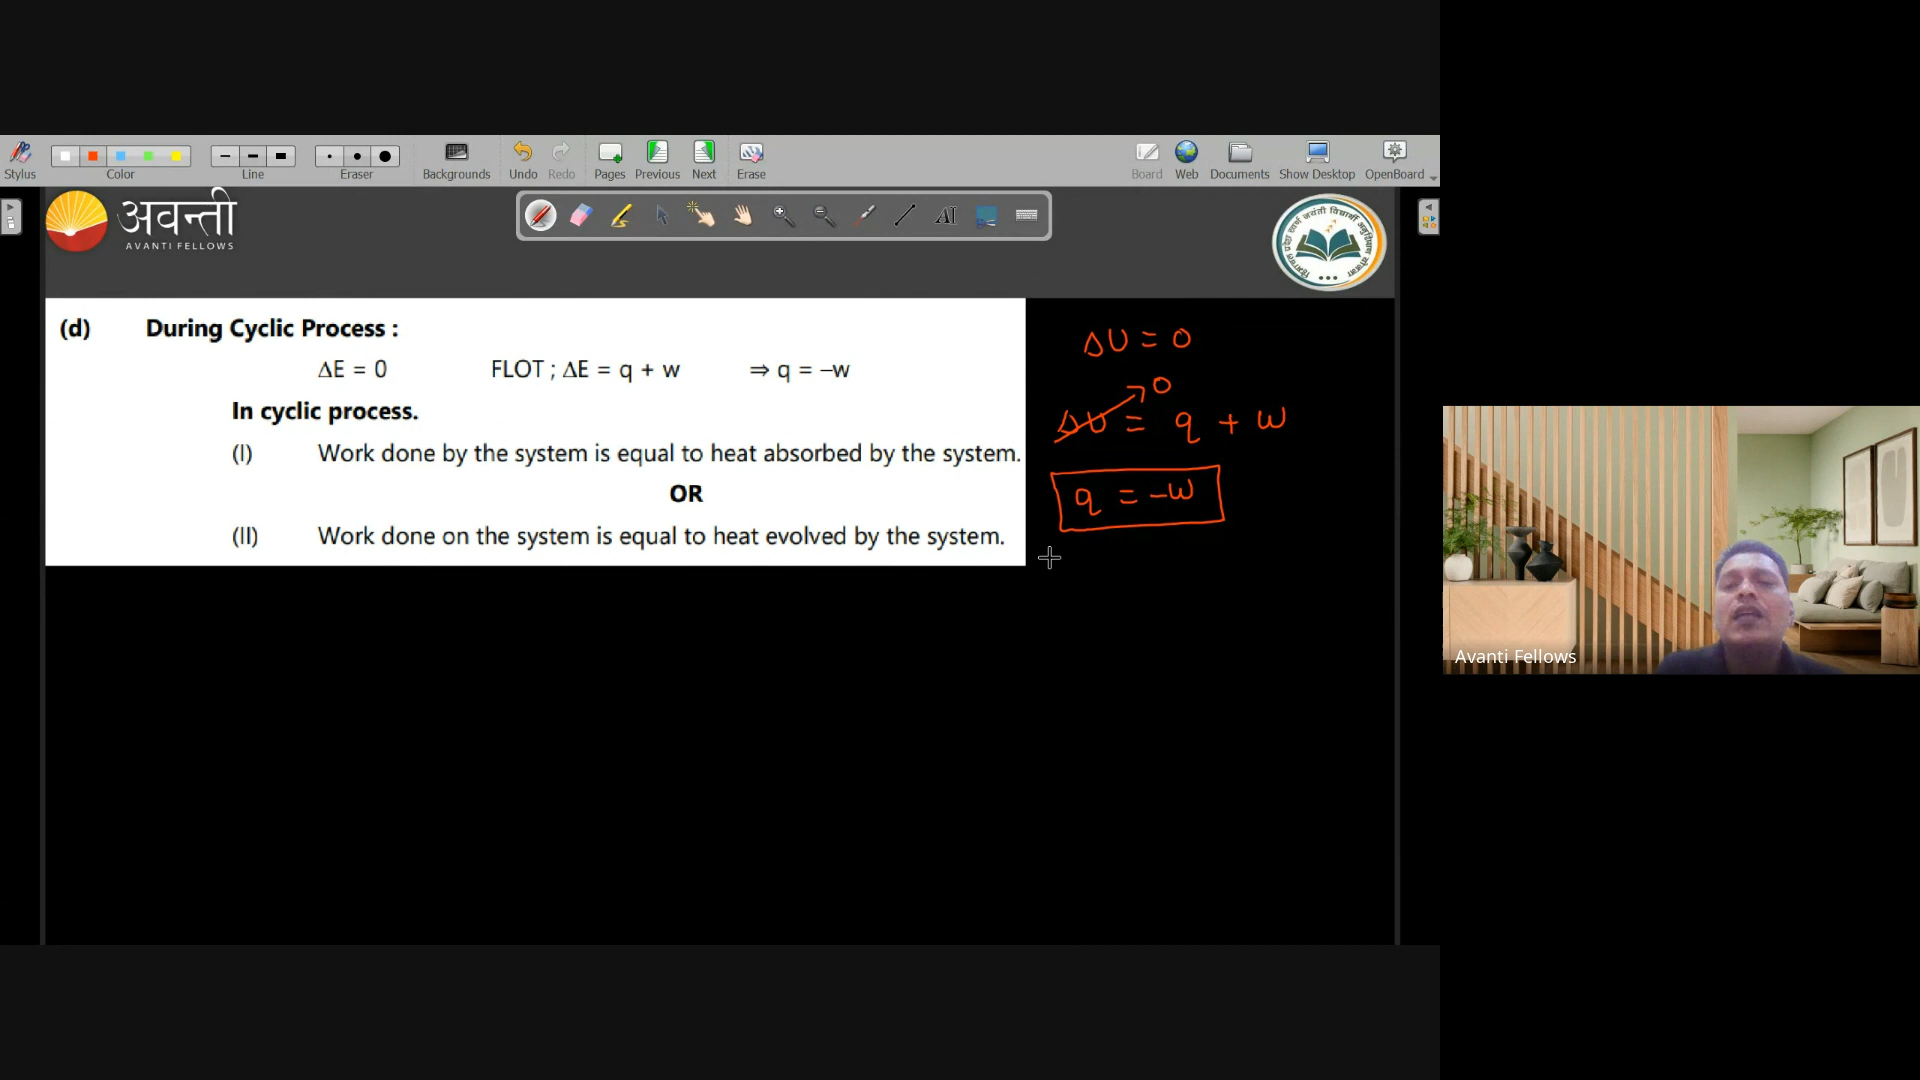 Stylus
Color
Line
Eraser
Backgrounds
Undo
Redo
Pages
Previous
Next
Erase
Board
Web
Documents
Show Desktop
OpenBoard
अवन्ती
AVANTI FELLOWS
(d) During Cyclic Process :
ΔE = 0 FLOT ; ΔE = q + w ⇒ q = –w
In cyclic process.
(I) Work done by the system is equal to heat absorbed by the system.
OR
(II) Work done on the system is equal to heat evolved by the system.
ΔU = 0
0
ΔU = q + w
q = -w
Avanti Fellows